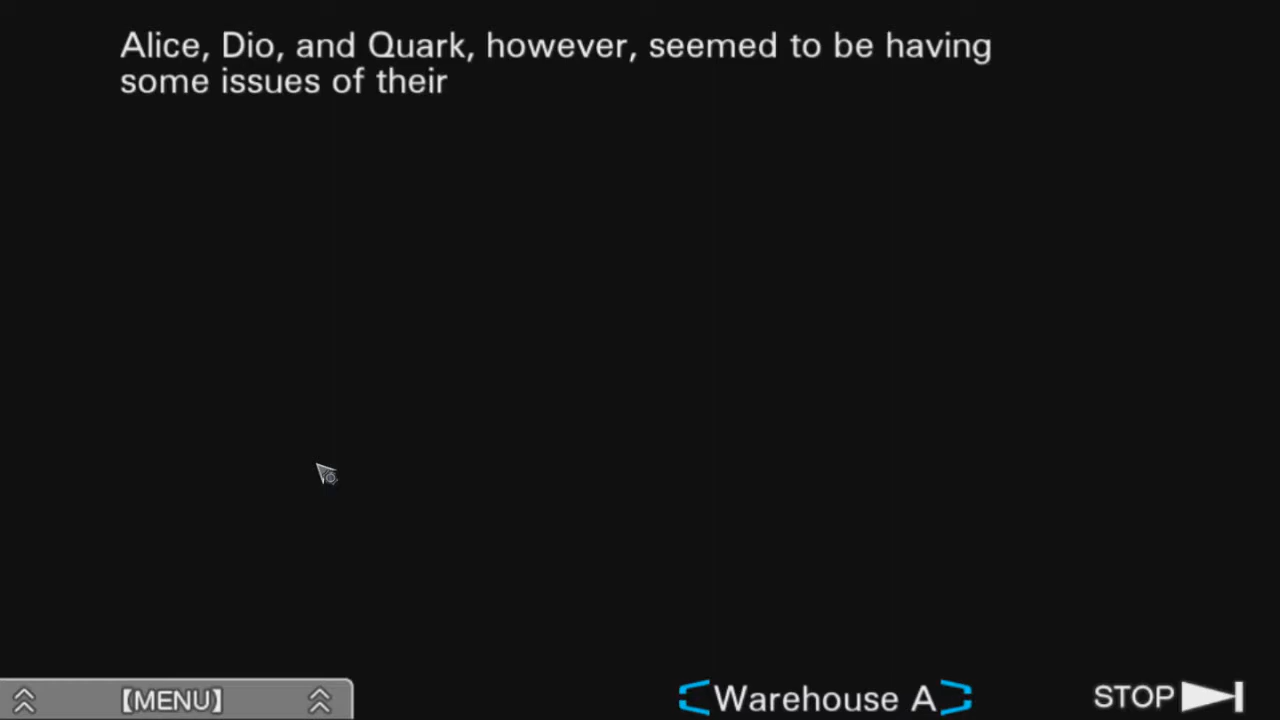 Alice, Dio, and Quark, however, seemed to be having
some issues of their
【MENU】
Warehouse A
STOP